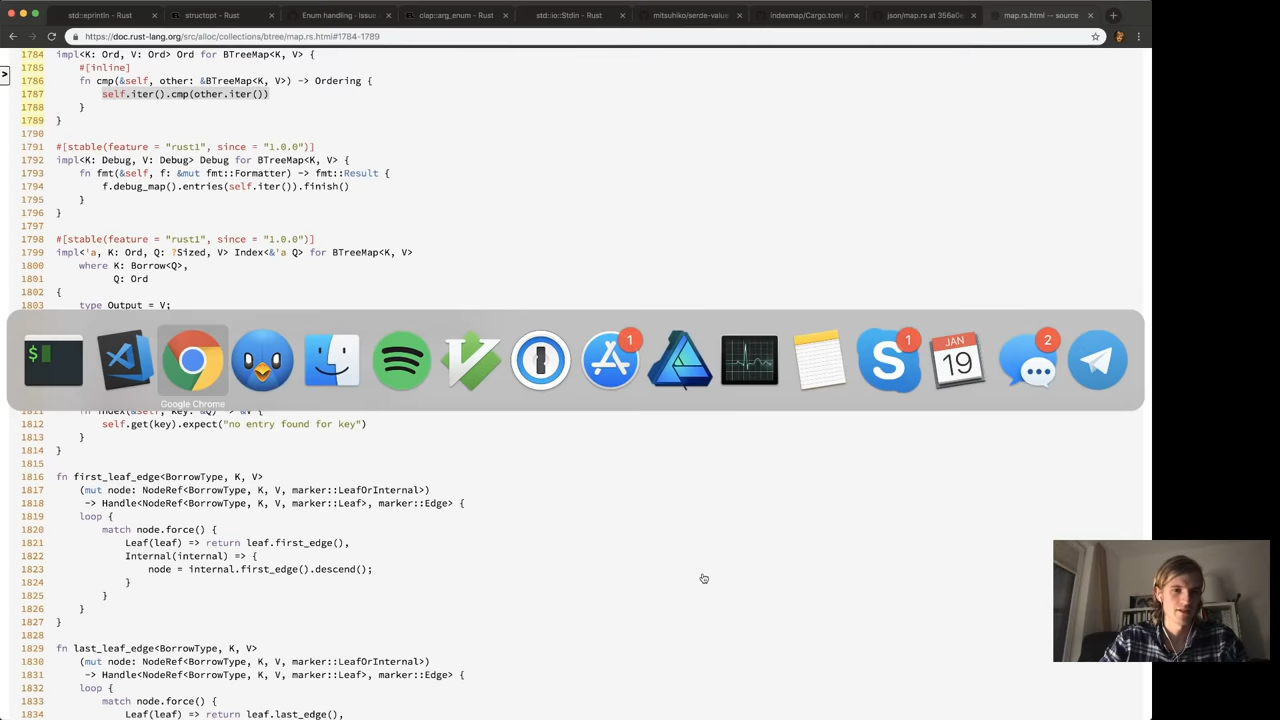 std::eprintln - Rust
structopt - Rust
Enum handling · Issue
clap::arg_enum - Rust
std::io::Stdin - Rust
mitsuhiko/serde-value
indexmap/Cargo.toml
json/map.rs at 356a0e
map.rs.html -- source
https://doc.rust-lang.org/src/alloc/collections/btree/map.rs.html#1784-1789
>
1784 impl<K: Ord, V: Ord> Ord for BTreeMap<K, V> {
1785     #[inline]
1786     fn cmp(&self, other: &BTreeMap<K, V>) -> Ordering {
1787         self.iter().cmp(other.iter())
1788     }
1789 }
1790
1791 #[stable(feature = "rust1", since = "1.0.0")]
1792 impl<K: Debug, V: Debug> Debug for BTreeMap<K, V> {
1793     fn fmt(&self, f: &mut fmt::Formatter) -> fmt::Result {
1794         f.debug_map().entries(self.iter()).finish()
1795     }
1796 }
1797
1798 #[stable(feature = "rust1", since = "1.0.0")]
1799 impl<'a, K: Ord, Q: ?Sized, V> Index<&'a Q> for BTreeMap<K, V>
1800     where K: Borrow<Q>,
1801           Q: Ord
1802 {
1803     type Output = V;
$
1
1
JAN
19
2
Google Chrome
1811     fn index(&self, key: &Q) -> &V {
1812         self.get(key).expect("no entry found for key")
1813     }
1814 }
1815
1816 fn first_leaf_edge<BorrowType, K, V>
1817     (mut node: NodeRef<BorrowType, K, V, marker::LeafOrInternal>)
1818      -> Handle<NodeRef<BorrowType, K, V, marker::Leaf>, marker::Edge> {
1819     loop {
1820         match node.force() {
1821             Leaf(leaf) => return leaf.first_edge(),
1822             Internal(internal) => {
1823                 node = internal.first_edge().descend();
1824             }
1825         }
1826     }
1827 }
1828
1829 fn last_leaf_edge<BorrowType, K, V>
1830     (mut node: NodeRef<BorrowType, K, V, marker::LeafOrInternal>)
1831      -> Handle<NodeRef<BorrowType, K, V, marker::Leaf>, marker::Edge> {
1832     loop {
1833         match node.force() {
1834             Leaf(leaf) => return leaf.last_edge(),